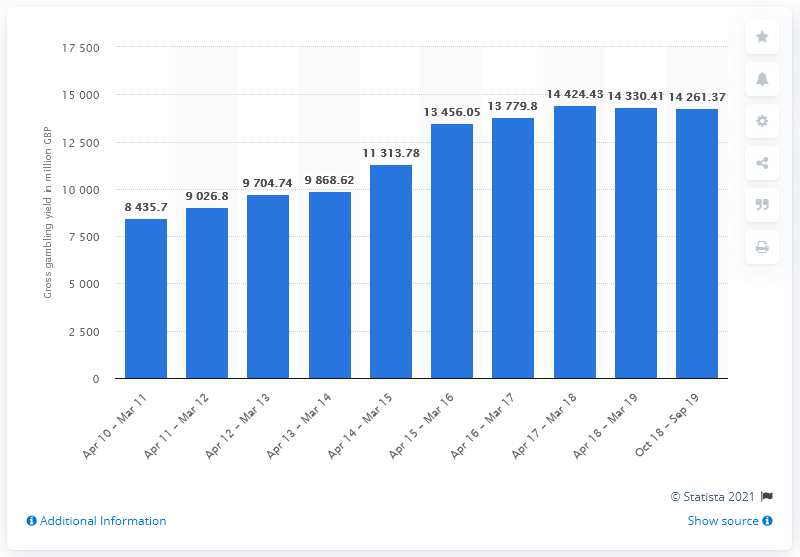 17 500
15 000
12 500
10 000
7 500
5 000
2 500
0
Gross gambling yield in million GBP
8 435.7
9 026.8
9 704.74
9 868.62
11 313.78
13 456.05
13 779.8
14 424.43
14 330.41
14 261.37
Apr 10 – Mar 11
Apr 11 – Mar 12
Apr 12 – Mar 13
Apr 13 – Mar 14
Apr 14 – Mar 15
Apr 15 – Mar 16
Apr 16 – Mar 17
Apr 17 – Mar 18
Apr 18 – Mar 19
Oct 18 – Sep 19
© Statista 2021
Additional Information
Show source